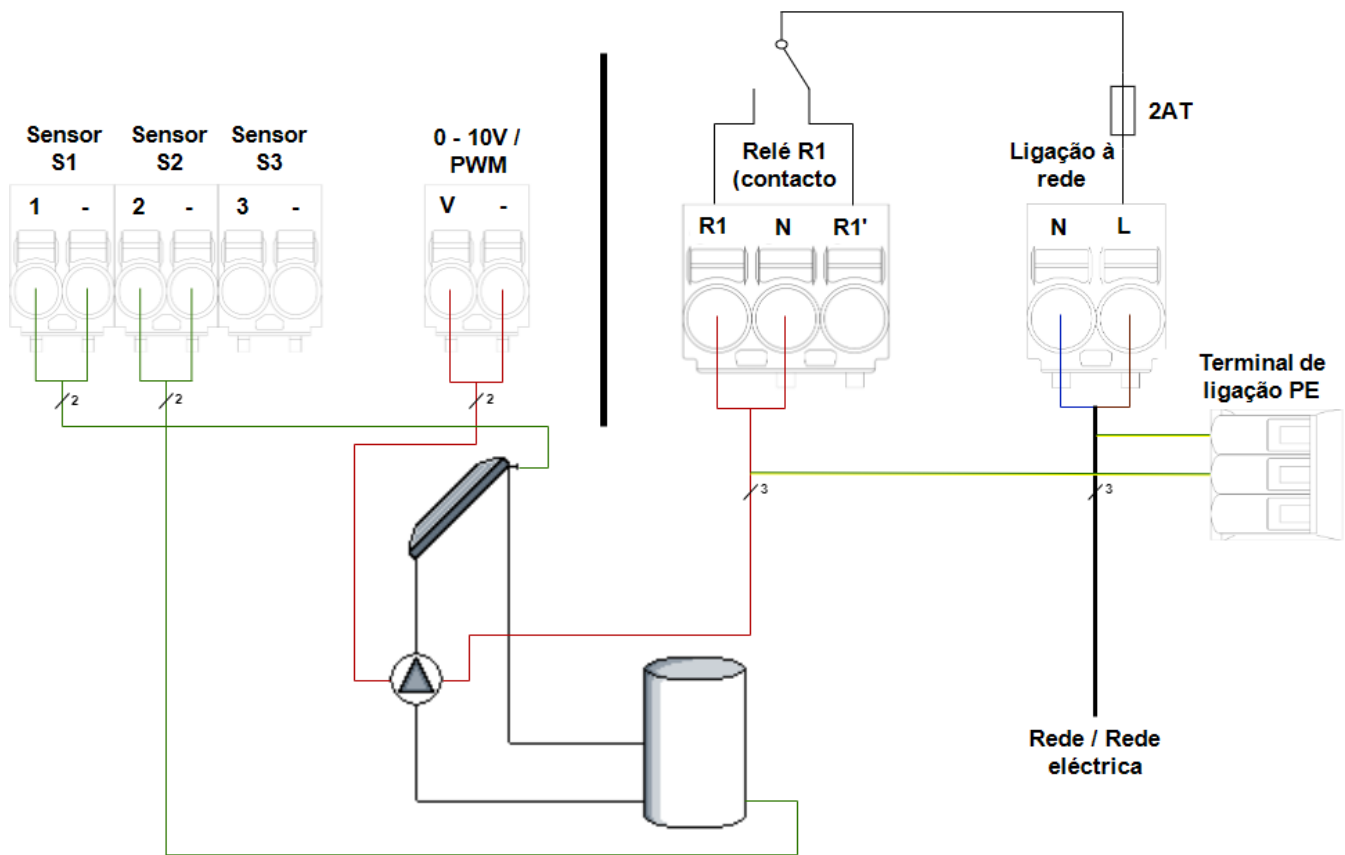 Sensor
S1
Sensor
S2
Sensor
S3
0 - 10V /
PWM
Relé R1
(contacto
Ligação à
rede
2AT
1
-
2
-
3
-
V
-
R1
N
R1'
N
L
Terminal de
ligação PE
2
2
2
3
3
Rede / Rede
eléctrica